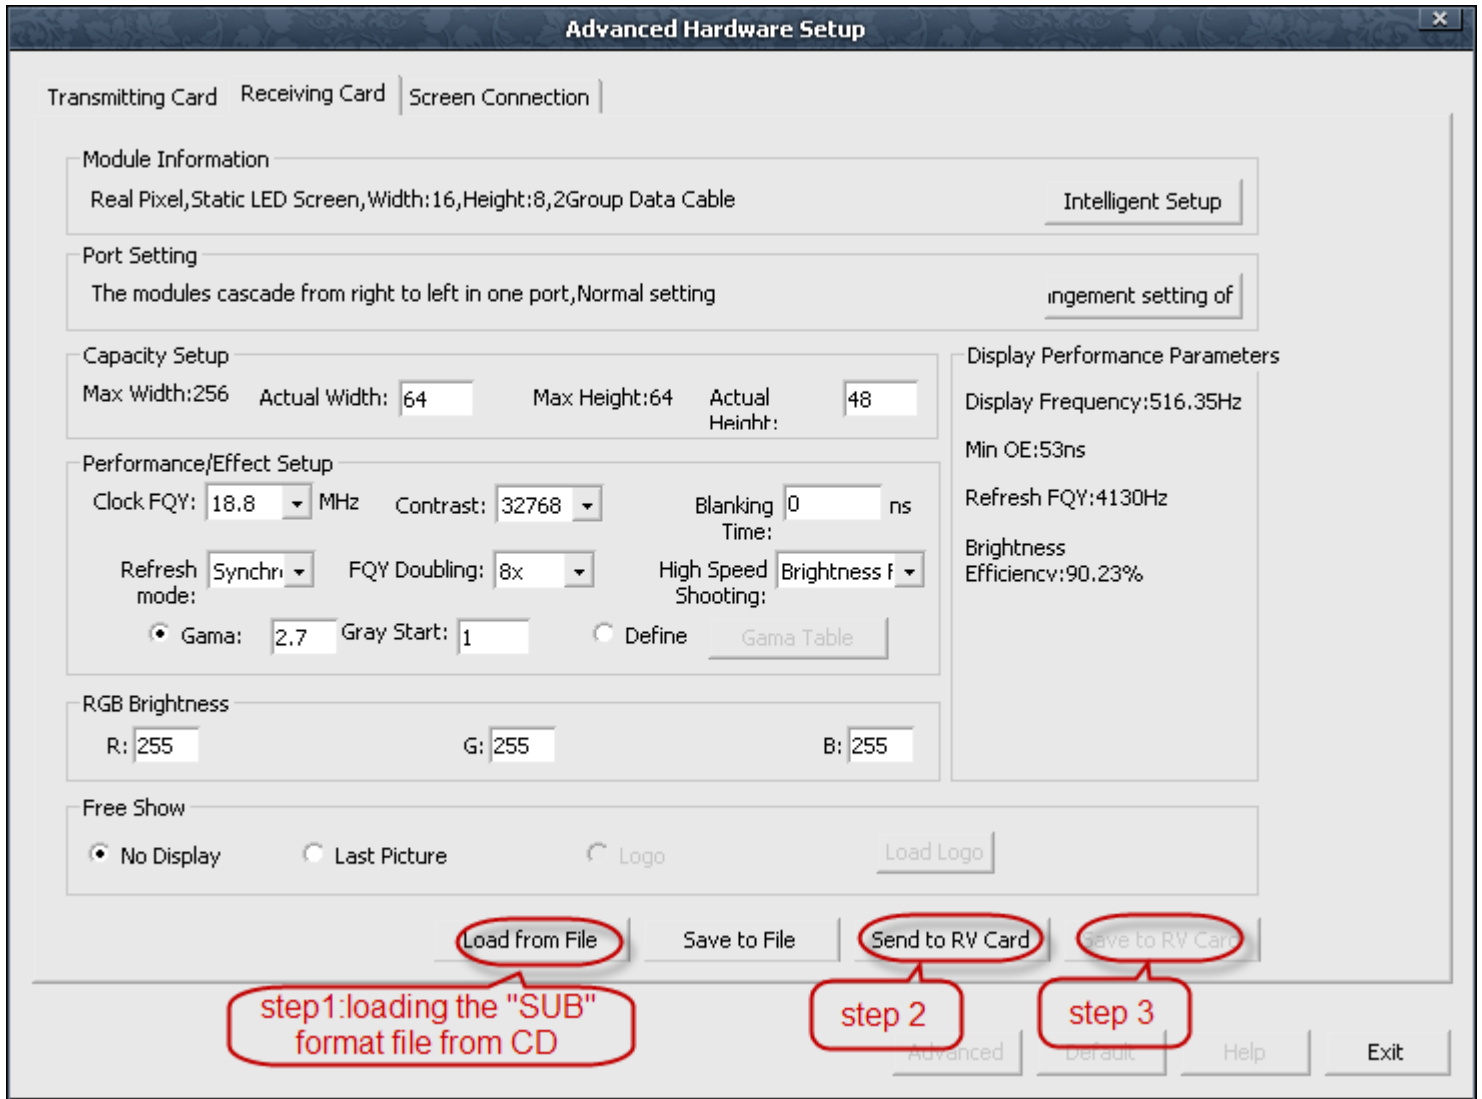 Advanced Hardware Setup
Transmitting Card Receiving Card Screen Connection
Module Information
Real Pixel,Static LED Screen,Width:16,Height:8,2Group Data Cable Intelligent Setup
Port Setting
The modules cascade from right to left in one port,Normal setting ngement setting of
Capacity Setup
Max Width:256 Actual Width: 64 Max Height:64 Actual Height: 48
Display Performance Parameters
Display Frequency:516.35Hz
Min OE:53ns
Refresh FQY:4130Hz
Brightness
Efficiency:90.23%
Performance/Effect Setup
Clock FQY: 18.8 MHz Contrast: 32768 Blanking Time: 0 ns
Refresh mode: Synchr FQY Doubling: 8x High Speed Shooting: Brightness F
Gama: 2.7 Gray Start: 1 Define Gama Table
RGB Brightness
R: 255 G: 255 B: 255
Free Show
No Display Last Picture Logo Load Logo
Load from File Save to File Send to RV Card Save to RV Card
step1:loading the "SUB"
format file from CD
step 2
step 3
Advanced Default Help Exit